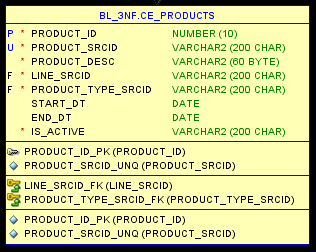 BL_3NF.CE_PRODUCTS
P * PRODUCT_ID NUMBER (10)
U * PRODUCT_SRCID VARCHAR2 (200 CHAR)
* PRODUCT_DESC VARCHAR2 (60 BYTE)
F * LINE_SRCID VARCHAR2 (200 CHAR)
F * PRODUCT_TYPE_SRCID VARCHAR2 (200 CHAR)
START_DT DATE
END_DT DATE
* IS_ACTIVE VARCHAR2 (200 CHAR)
PRODUCT_ID_PK (PRODUCT_ID)
PRODUCT_SRCID_UNQ (PRODUCT_SRCID)
LINE_SRCID_FK (LINE_SRCID)
PRODUCT_TYPE_SRCID_FK (PRODUCT_TYPE_SRCID)
PRODUCT_ID_PK (PRODUCT_ID)
PRODUCT_SRCID_UNQ (PRODUCT_SRCID)